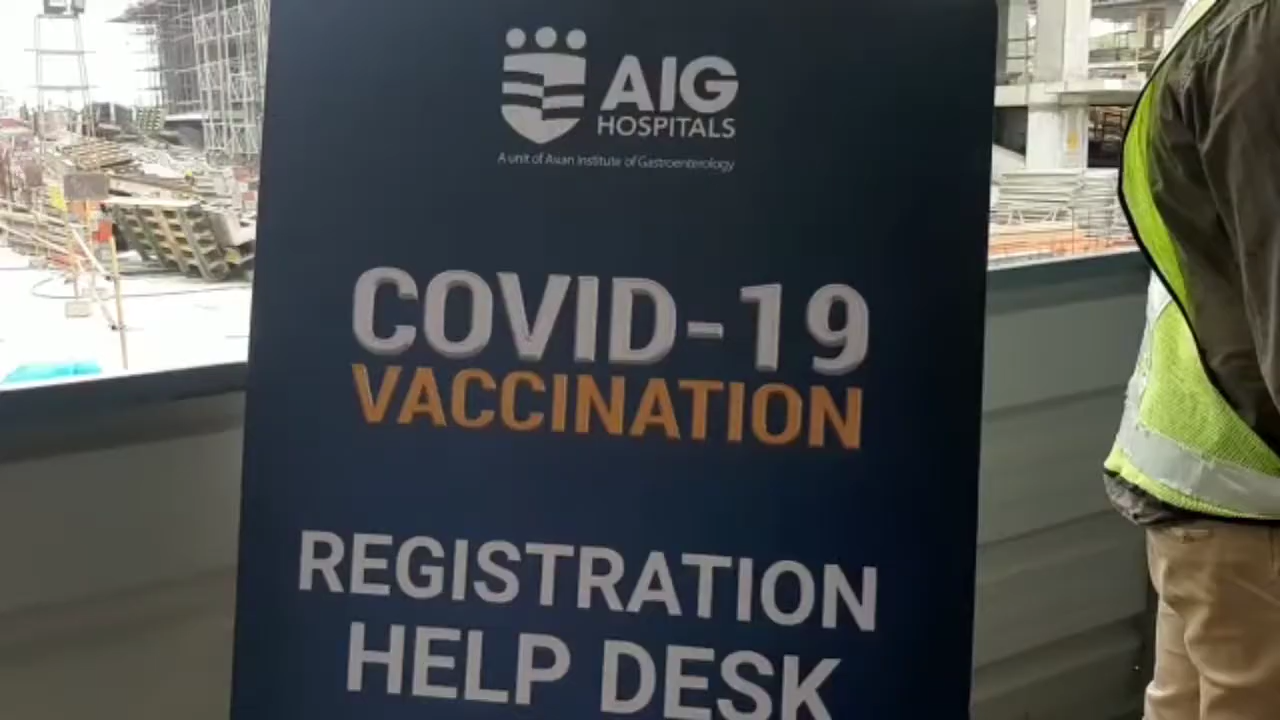 AIG
HOSPITALS
A unit of Asian Institute of Gastroenterology
COVID-19
VACCINATION
REGISTRATION
HELP DESK